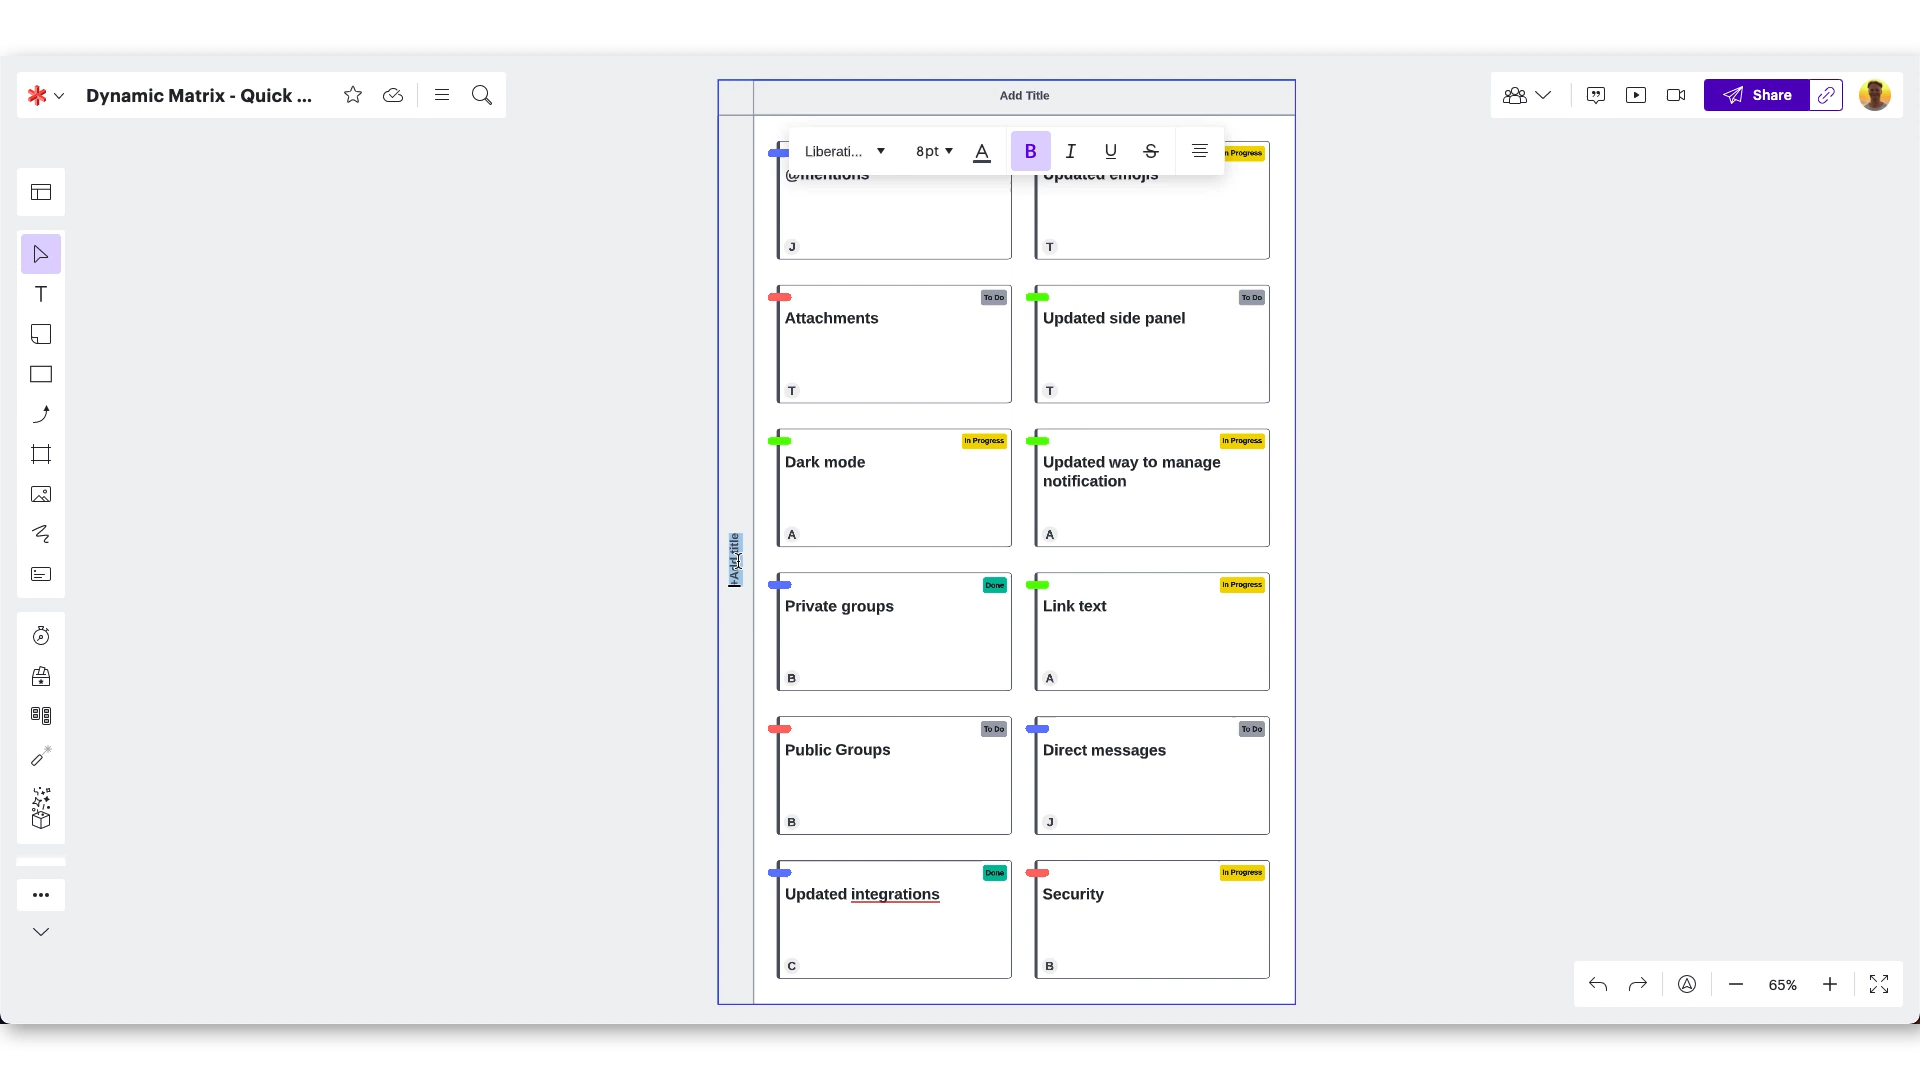 Dynamic Matrix - Quick ...
Share
Add Title
Liberati...
8pt
A
B
I
U
S
In Progress
@mentions
Updated emojis
J
T
To Do
To Do
Attachments
Updated side panel
T
T
In Progress
In Progress
Dark mode
Updated way to manage
notification
A
A
+Add title
Done
In Progress
Private groups
Link text
B
A
To Do
To Do
Public Groups
Direct messages
B
J
Done
In Progress
Updated integrations
Security
C
B
65%